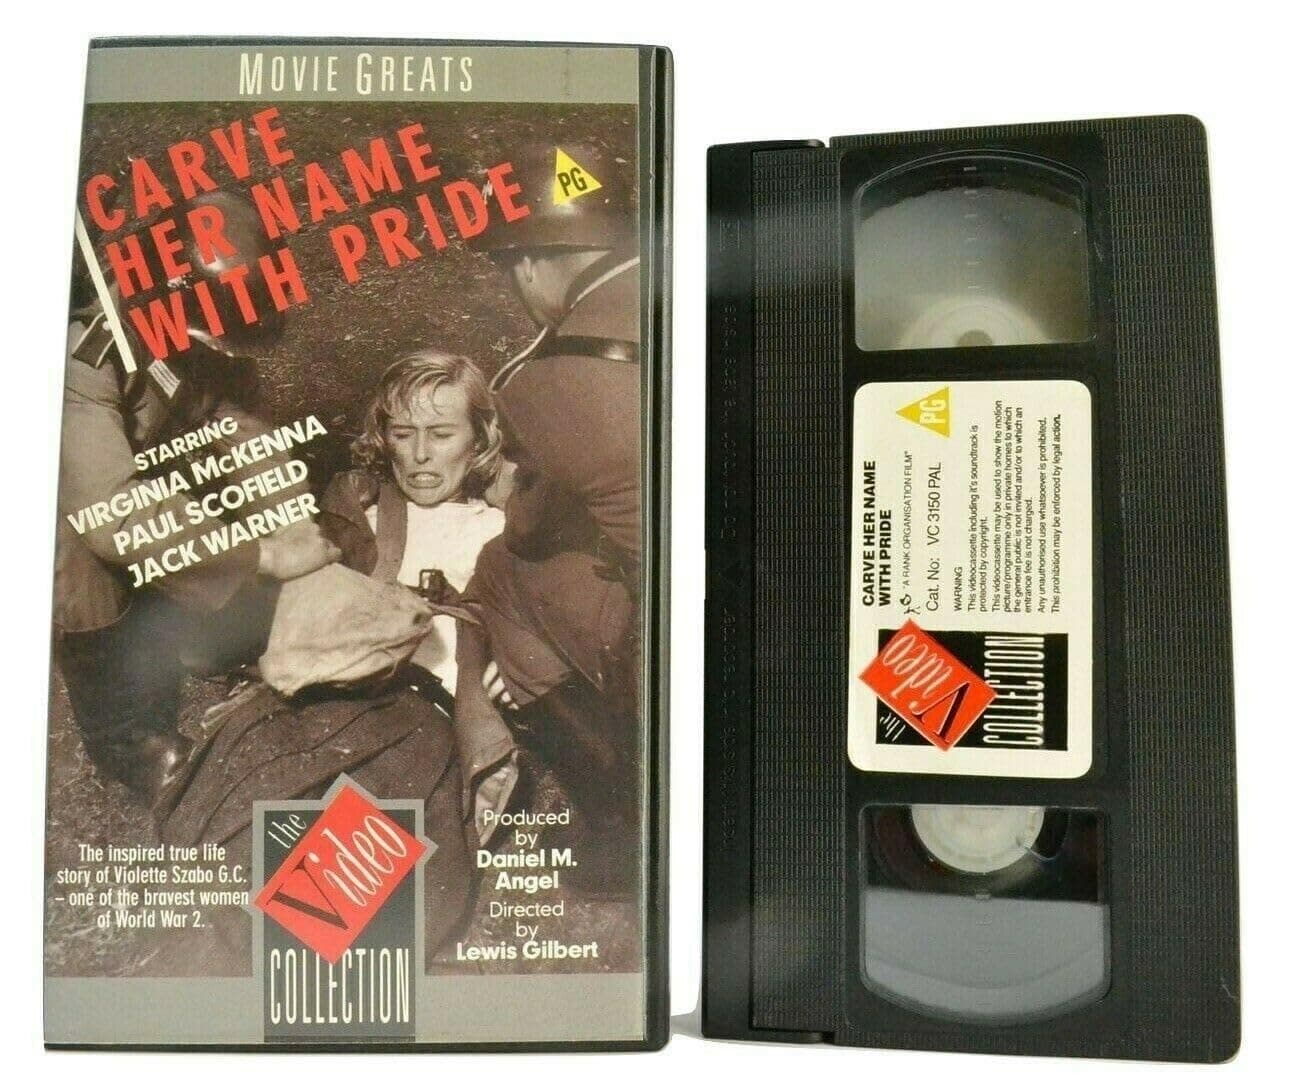 MOVIE GREATS
CARVE
HER NAME
WITH PRIDE
PG
STARRING
VIRGINIA McKENNA
PAUL SCOFIELD
JACK WARNER
The inspired true life
story of Violette Szabo G.C.
– one of the bravest women
of World War 2.
the
Video
COLLECTION
Produced
by
Daniel M.
Angel
Directed
by
Lewis Gilbert
PG
CARVE HER NAME
WITH PRIDE
"A RANK ORGANISATION FILM"
Cat. No: VC 3150 PAL
WARNING
This videocassette including it's soundtrack is
protected by copyright.
This videocassette may be used to show the motion
picture/programme only in private homes to which
the general public is not invited and/or to which an
entrance fee is not charged.
Any unauthorised use whatsoever is prohibited.
This prohibition may be enforced by legal action.
the
Video
COLLECTION